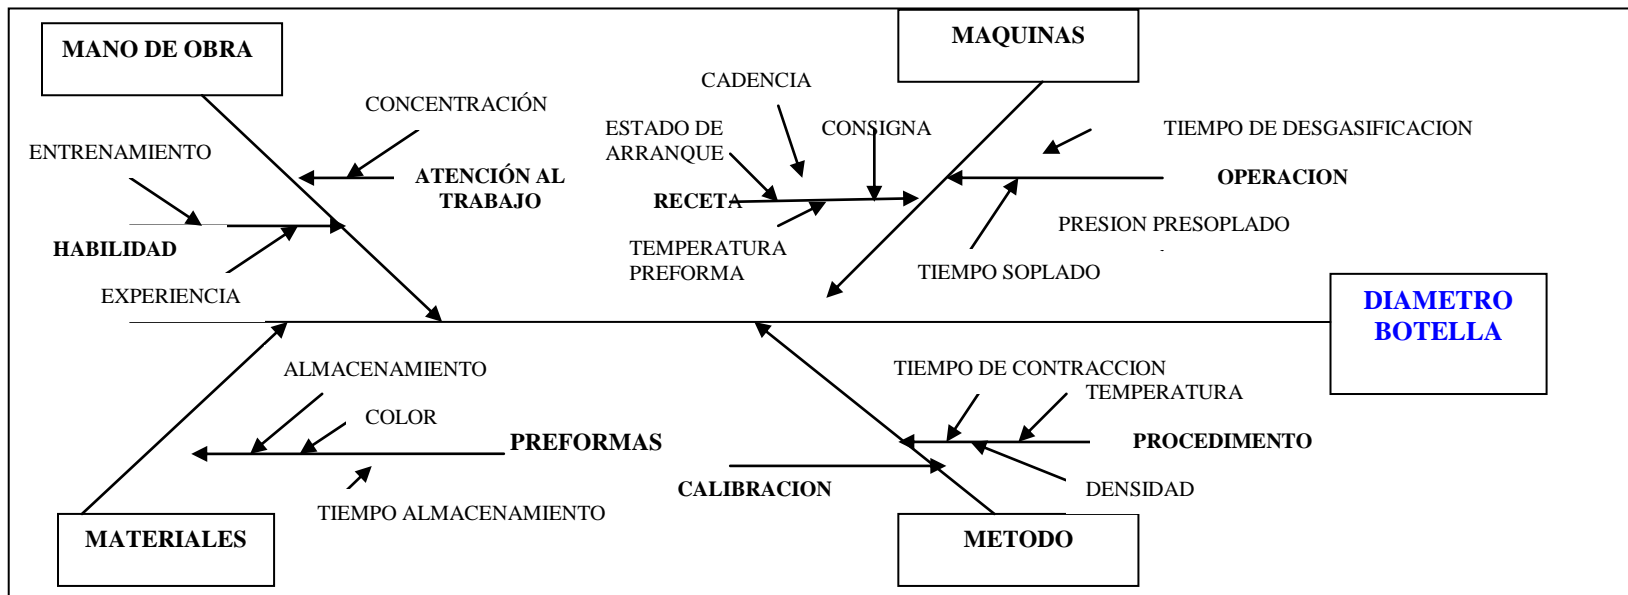 MANO DE OBRA
MAQUINAS
CADENCIA
CONCENTRACIÓN
ESTADO DE
ARRANQUE
CONSIGNA
TIEMPO DE DESGASIFICACION
ENTRENAMIENTO
ATENCIÓN AL
TRABAJO
RECETA
OPERACION
HABILIDAD
TEMPERATURA
PREFORMA
PRESION PRESOPLADO
TIEMPO SOPLADO
EXPERIENCIA
DIAMETRO
BOTELLA
ALMACENAMIENTO
TIEMPO DE CONTRACCION
TEMPERATURA
COLOR
PREFORMAS
PROCEDIMENTO
CALIBRACION
DENSIDAD
TIEMPO ALMACENAMIENTO
MATERIALES
METODO